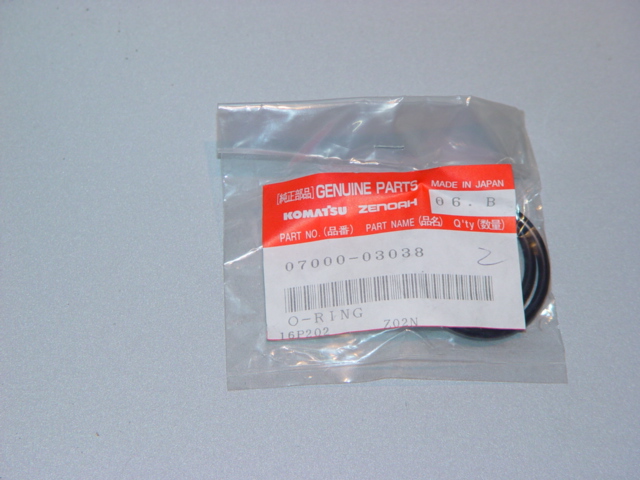 [純正部品] GENUINE PARTS MADE IN JAPAN
KOMATSU ZENOAH 06.B
PART NO.(品番) PART NAME(品名) Q'ty(数量)
07000-03038 2
O-RING
16P202 Z02N